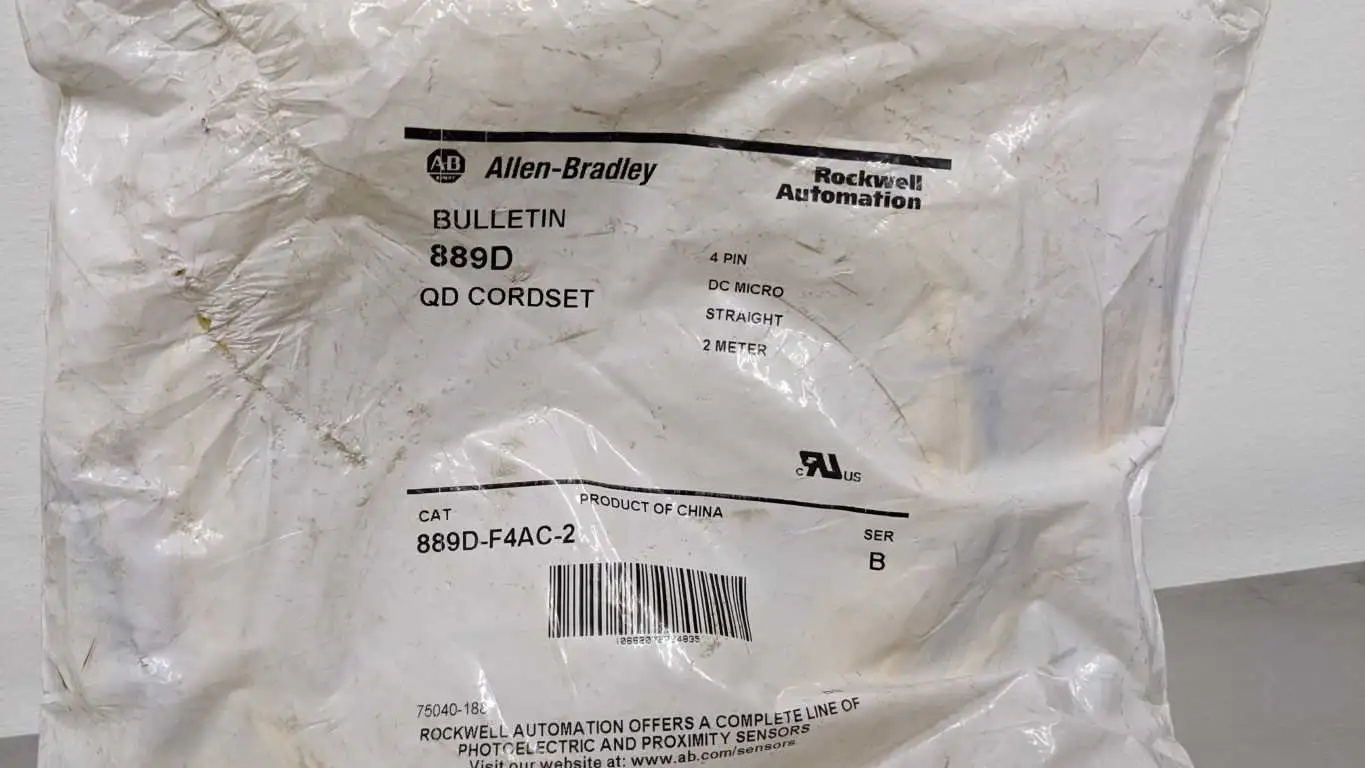 AB
Allen-Bradley
Rockwell
Automation
BULLETIN
889D
QD CORDSET
4 PIN
DC MICRO
STRAIGHT
2 METER
c RU US
PRODUCT OF CHINA
CAT
889D-F4AC-2
SER
B
75040-188
ROCKWELL AUTOMATION OFFERS A COMPLETE LINE OF
PHOTOELECTRIC AND PROXIMITY SENSORS
Visit our website at: www.ab.com/sensors